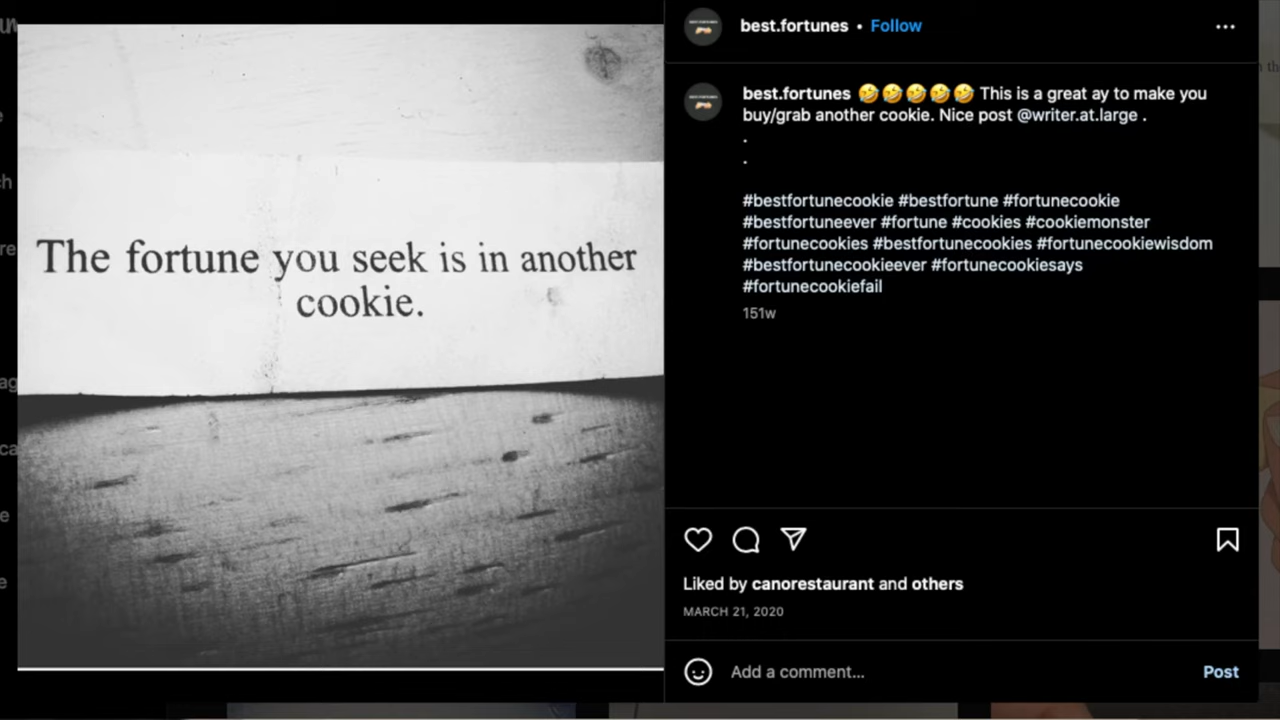 The fortune you seek is in another
cookie.
best.fortunes • Follow
best.fortunes 🤣🤣🤣🤣🤣 This is a great ay to make you
buy/grab another cookie. Nice post @writer.at.large .
.
.
#bestfortunecookie #bestfortune #fortunecookie
#bestfortuneever #fortune #cookies #cookiemonster
#fortunecookies #bestfortunecookies #fortunecookiewisdom
#bestfortunecookieever #fortunecookiesays
#fortunecookiefail
151w
Liked by canorestaurant and others
MARCH 21, 2020
Add a comment...
Post